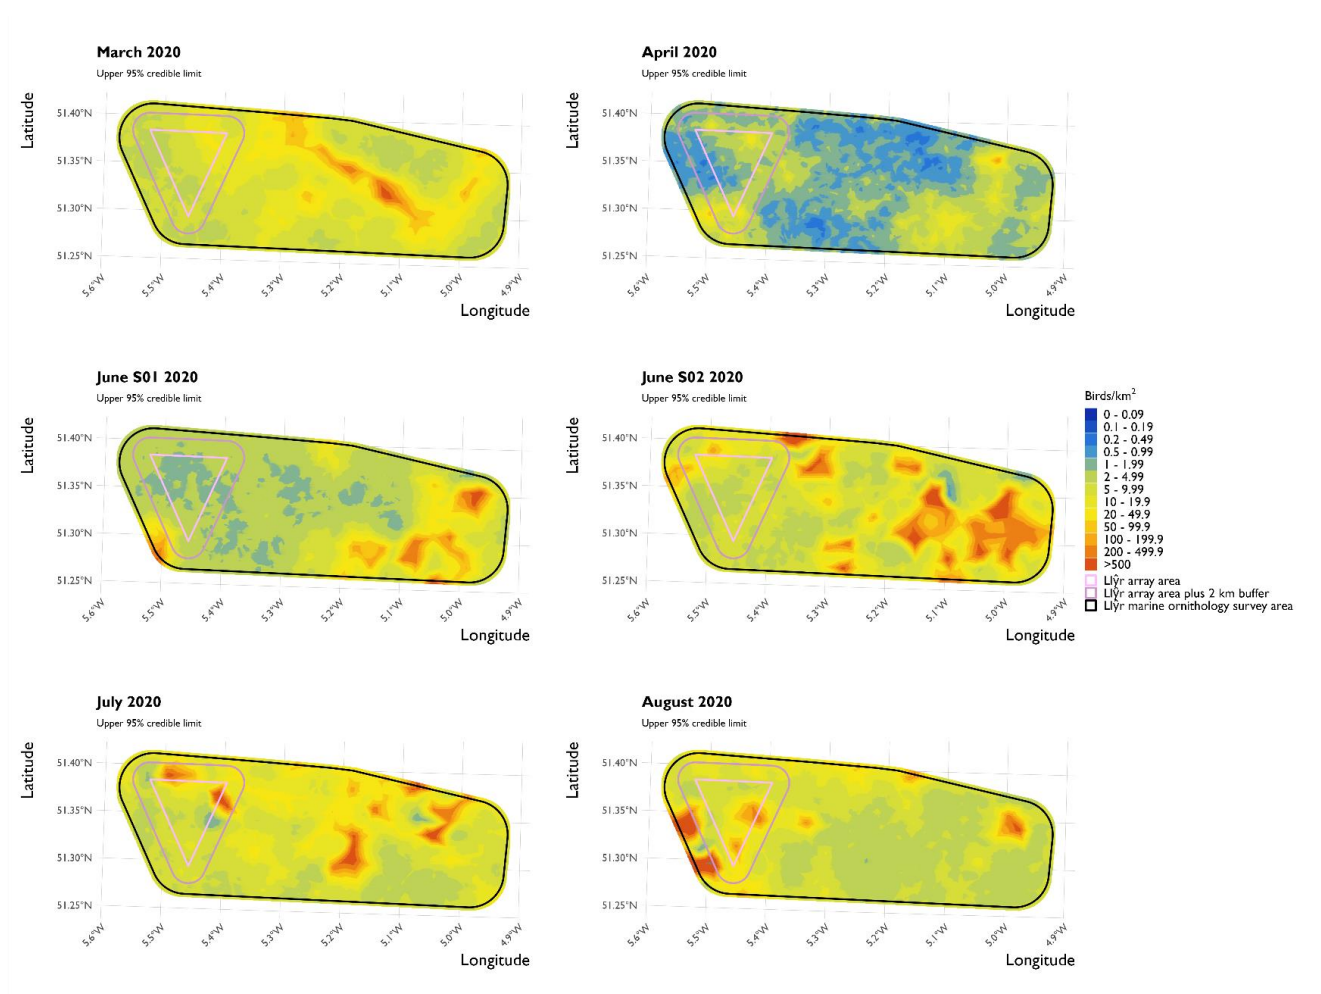 March 2020
Upper 95% credible limit
Latitude
51.40°N
51.35°N
51.30°N
51.25°N
5.6°W
5.5°W
5.4°W
5.3°W
5.2°W
5.1°W
5.0°W
4.9°W
Longitude
April 2020
Upper 95% credible limit
Latitude
51.40°N
51.35°N
51.30°N
51.25°N
5.6°W
5.5°W
5.4°W
5.3°W
5.2°W
5.1°W
5.0°W
4.9°W
Longitude
June S01 2020
Upper 95% credible limit
Latitude
51.40°N
51.35°N
51.30°N
51.25°N
5.6°W
5.5°W
5.4°W
5.3°W
5.2°W
5.1°W
5.0°W
4.9°W
Longitude
June S02 2020
Upper 95% credible limit
Latitude
51.40°N
51.35°N
51.30°N
51.25°N
5.6°W
5.5°W
5.4°W
5.3°W
5.2°W
5.1°W
5.0°W
4.9°W
Longitude
Birds/km²
0 - 0.09
0.1 - 0.19
0.2 - 0.49
0.5 - 0.99
1 - 1.99
2 - 4.99
5 - 9.99
10 - 19.9
20 - 49.9
50 - 99.9
100 - 199.9
200 - 499.9
>500
Llŷr array area
Llŷr array area plus 2 km buffer
Llŷr marine ornithology survey area
July 2020
Upper 95% credible limit
Latitude
51.40°N
51.35°N
51.30°N
51.25°N
5.6°W
5.5°W
5.4°W
5.3°W
5.2°W
5.1°W
5.0°W
4.9°W
Longitude
August 2020
Upper 95% credible limit
Latitude
51.40°N
51.35°N
51.30°N
51.25°N
5.6°W
5.5°W
5.4°W
5.3°W
5.2°W
5.1°W
5.0°W
4.9°W
Longitude